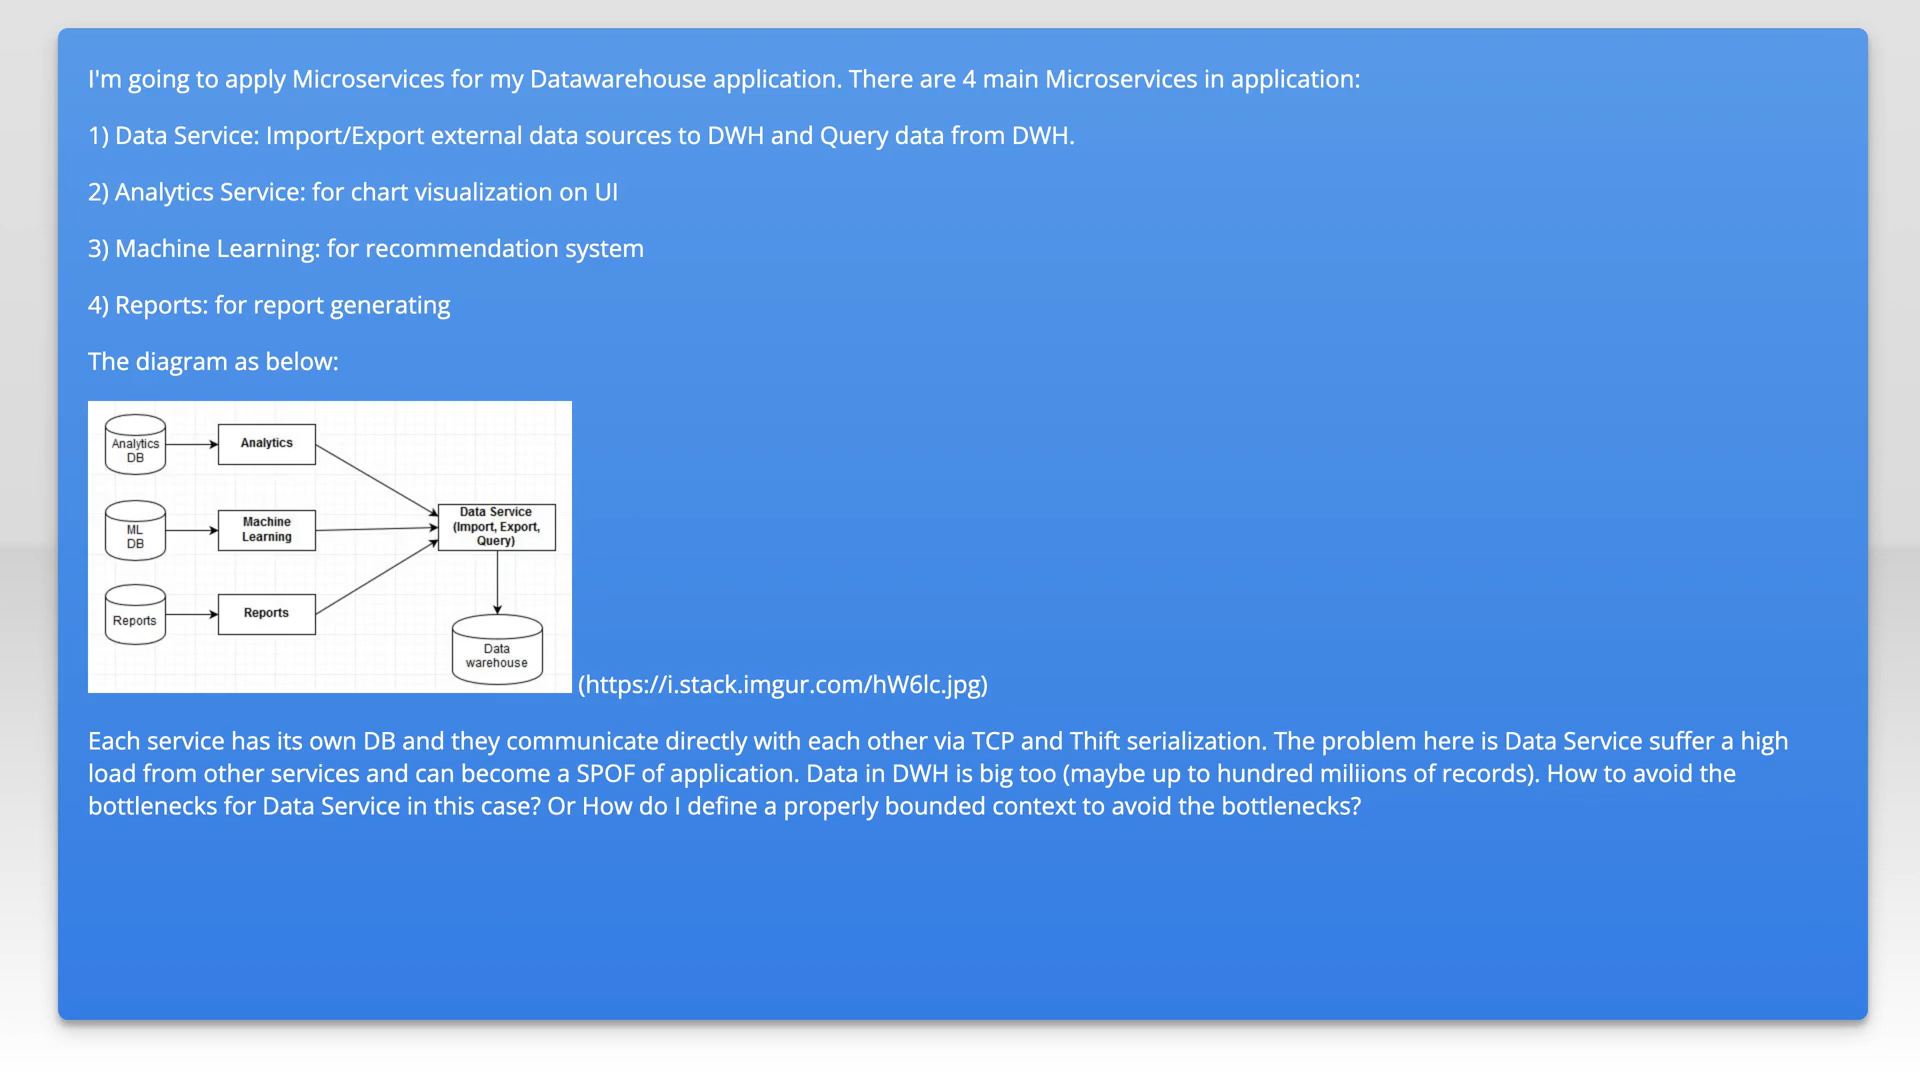 I'm going to apply Microservices for my Datawarehouse application. There are 4 main Microservices in application:
1) Data Service: Import/Export external data sources to DWH and Query data from DWH.
2) Analytics Service: for chart visualization on UI
3) Machine Learning: for recommendation system
4) Reports: for report generating
The diagram as below:
Analytics
DB
Analytics
ML
DB
Machine
Learning
Data Service
(Import, Export,
Query)
Reports
Reports
Data
warehouse
(https://i.stack.imgur.com/hW6lc.jpg)
Each service has its own DB and they communicate directly with each other via TCP and Thift serialization. The problem here is Data Service suffer a high
load from other services and can become a SPOF of application. Data in DWH is big too (maybe up to hundred miliions of records). How to avoid the
bottlenecks for Data Service in this case? Or How do I define a properly bounded context to avoid the bottlenecks?